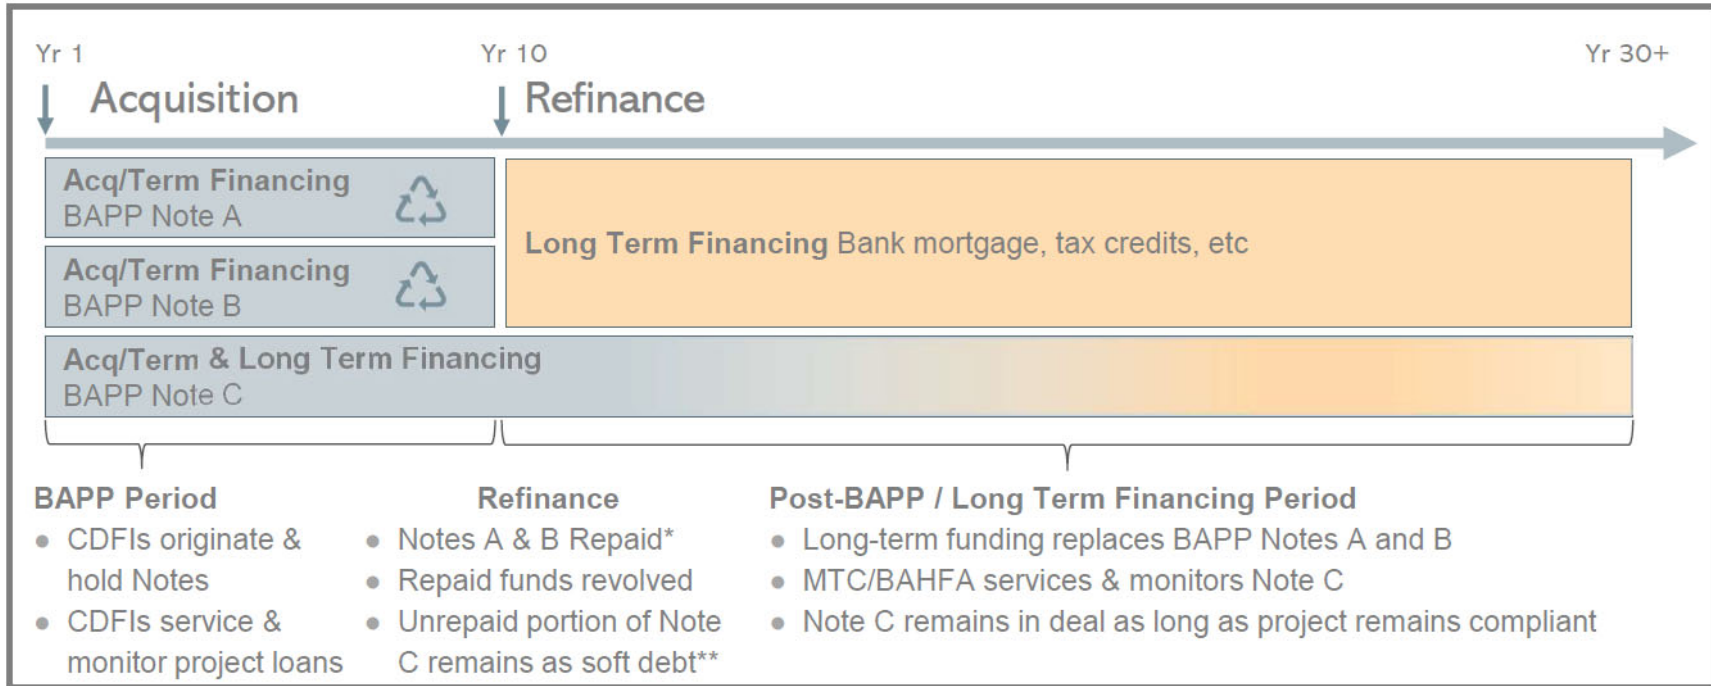 Yr 1
Yr 10
Yr 30+
Acquisition
Refinance
Acq/Term Financing
BAPP Note A
Acq/Term Financing
BAPP Note B
Long Term Financing Bank mortgage, tax credits, etc
Acq/Term & Long Term Financing
BAPP Note C
BAPP Period
● CDFIs originate &
hold Notes
● CDFIs service &
monitor project loans
Refinance
● Notes A & B Repaid*
● Repaid funds revolved
● Unrepaid portion of Note
C remains as soft debt**
Post-BAPP / Long Term Financing Period
● Long-term funding replaces BAPP Notes A and B
● MTC/BAHFA services & monitors Note C
● Note C remains in deal as long as project remains compliant